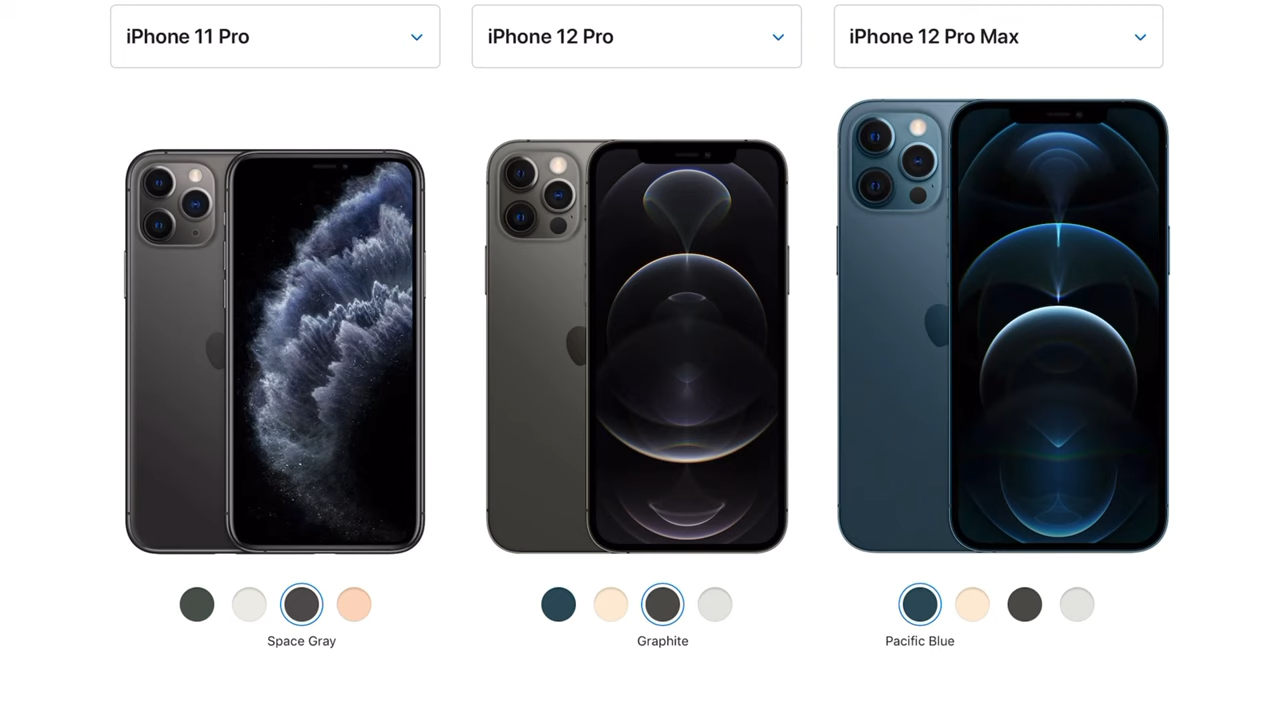 iPhone 11 Pro
iPhone 12 Pro
iPhone 12 Pro Max
Space Gray
Graphite
Pacific Blue